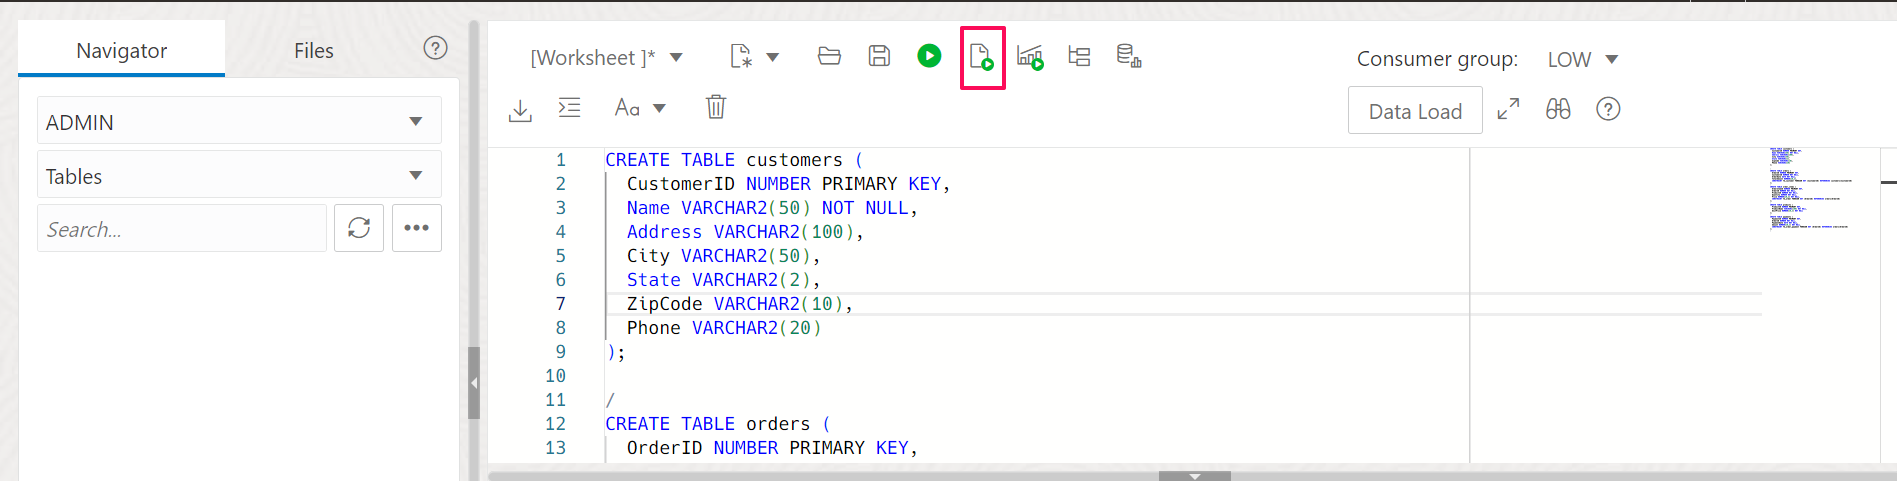 Navigator
Files
[Worksheet ]*
Consumer group:
LOW
Aa
Data Load
ADMIN
Tables
Search...
1 CREATE TABLE customers (
2 CustomerID NUMBER PRIMARY KEY,
3 Name VARCHAR2(50) NOT NULL,
4 Address VARCHAR2(100),
5 City VARCHAR2(50),
6 State VARCHAR2(2),
7 ZipCode VARCHAR2(10),
8 Phone VARCHAR2(20)
9 );
10
11 /
12 CREATE TABLE orders (
13 OrderID NUMBER PRIMARY KEY,